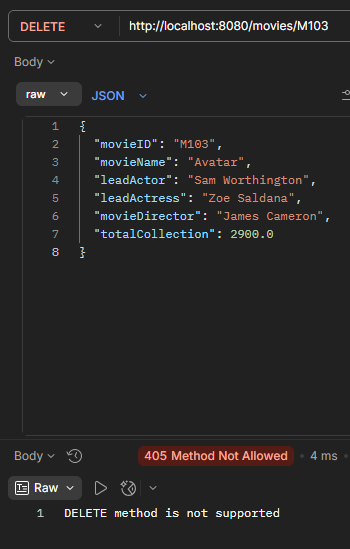 DELETE http://localhost:8080/movies/M103
Body
raw JSON
1 {
2 "movieID": "M103",
3 "movieName": "Avatar",
4 "leadActor": "Sam Worthington",
5 "leadActress": "Zoe Saldana",
6 "movieDirector": "James Cameron",
7 "totalCollection": 2900.0
8 }
Body 405 Method Not Allowed • 4 ms •
Raw
1 DELETE method is not supported